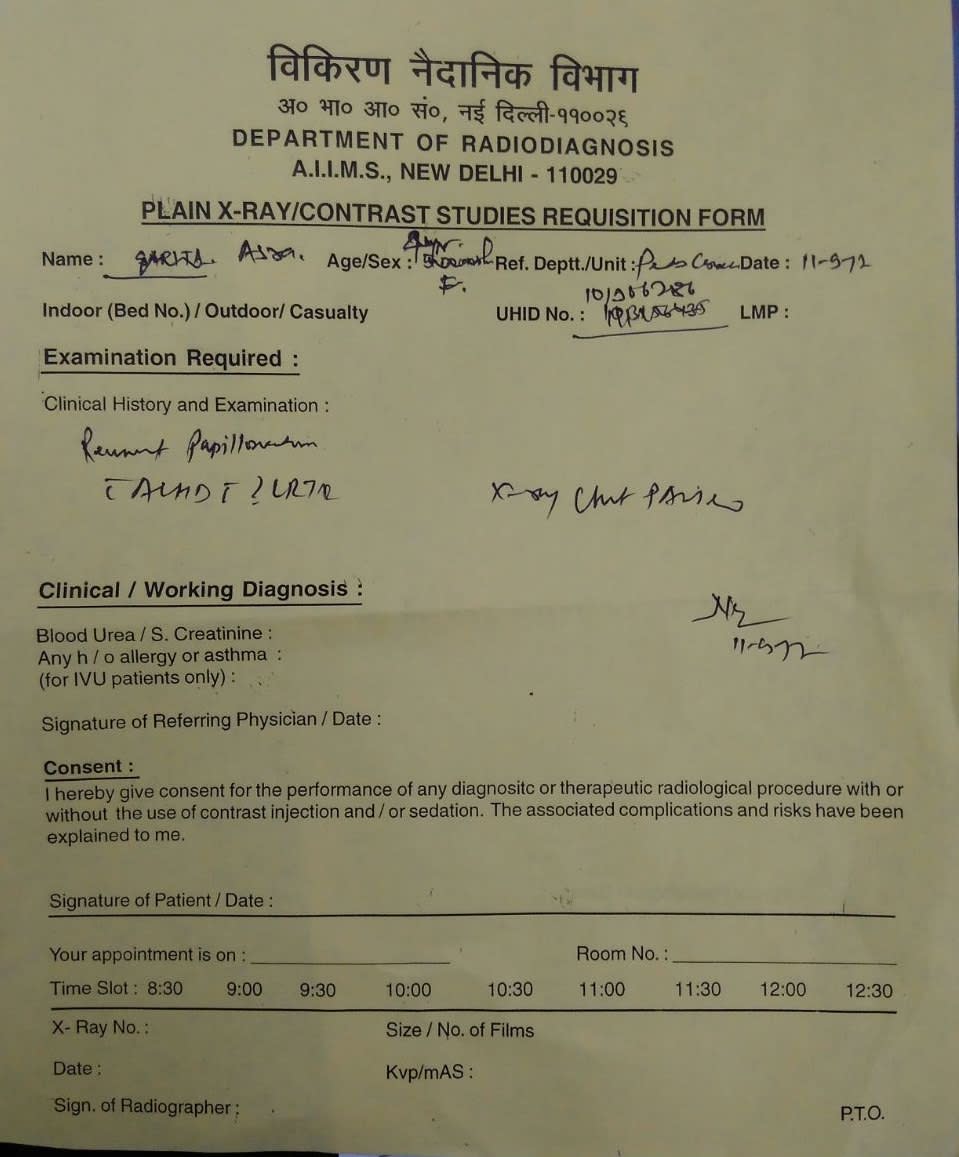 विकिरण नैदानिक विभाग
अ० भा० आ० सं०, नई दिल्ली-११००२६
DEPARTMENT OF RADIODIAGNOSIS
A.I.I.M.S., NEW DELHI - 110029
PLAIN X-RAY/CONTRAST STUDIES REQUISITION FORM
Name : Age/Sex : F. Ref. Deptt./Unit : Date :
Indoor (Bed No.) / Outdoor/ Casualty UHID No. : LMP :
Examination Required :
Clinical History and Examination :
X-ray
Clinical / Working Diagnosis :
Blood Urea / S. Creatinine :
Any h / o allergy or asthma :
(for IVU patients only) :
Signature of Referring Physician / Date :
Consent :
I hereby give consent for the performance of any diagnositc or therapeutic radiological procedure with or
without the use of contrast injection and / or sedation. The associated complications and risks have been
explained to me.
Signature of Patient / Date :
Your appointment is on : Room No. :
Time Slot : 8:30 9:00 9:30 10:00 10:30 11:00 11:30 12:00 12:30
X- Ray No. : Size / No. of Films
Date : Kvp/mAS :
Sign. of Radiographer :
P.T.O.